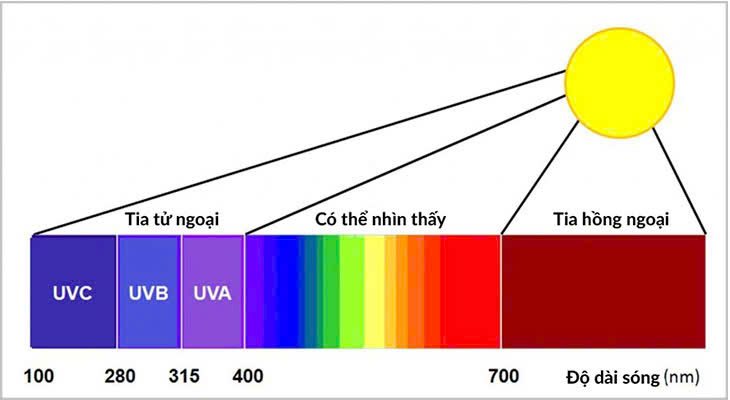 Tia tử ngoại
Có thể nhìn thấy
Tia hồng ngoại
UVC
UVB
UVA
100
280
315
400
700
Độ dài sóng (nm)